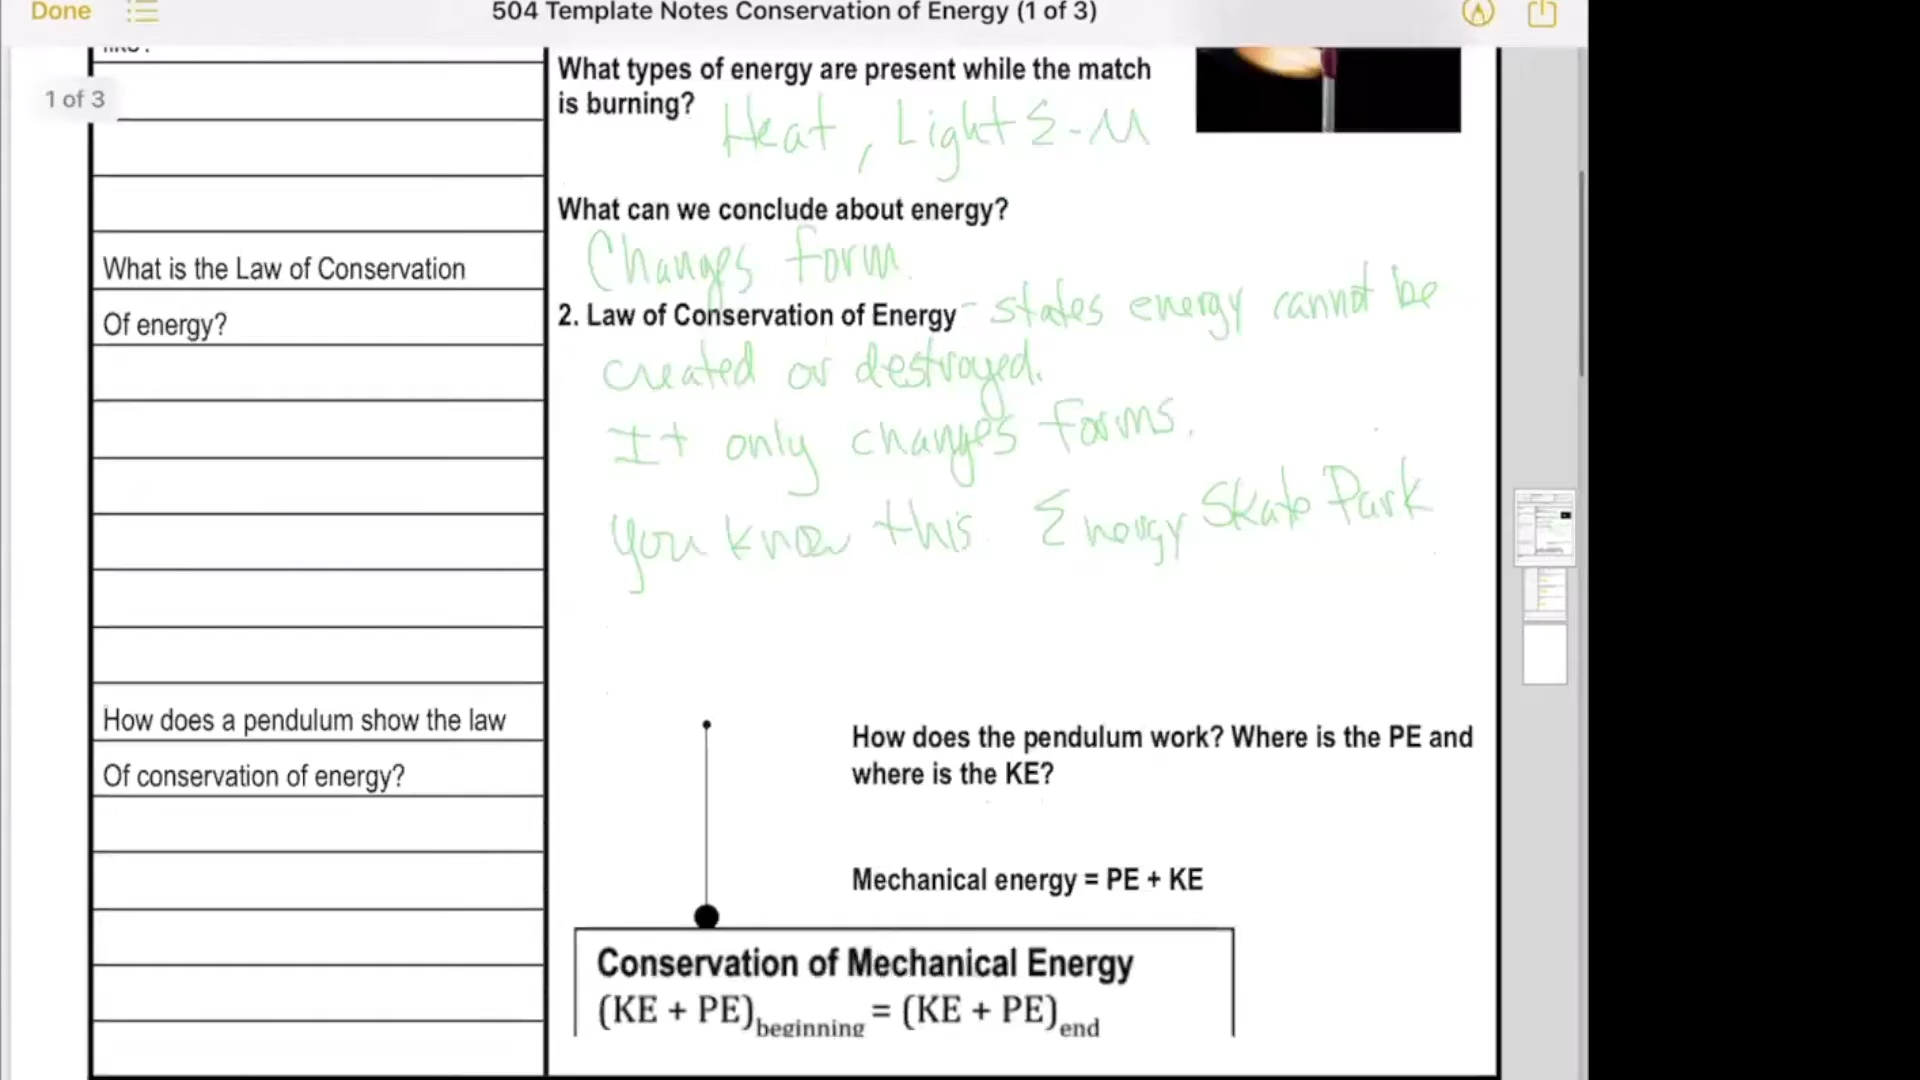 Done
504 Template Notes Conservation of Energy (1 of 3)
1 of 3
What is the Law of Conservation
Of energy?
How does a pendulum show the law
Of conservation of energy?
What types of energy are present while the match
is burning?
Heat, Light E-M
What can we conclude about energy?
Changes form.
2. Law of Conservation of Energy - states energy cannot be
created or destroyed.
It only changes forms.
You know this Energy Skate Park
How does the pendulum work? Where is the PE and
where is the KE?
Mechanical energy = PE + KE
Conservation of Mechanical Energy
(KE + PE)beginning = (KE + PE)end